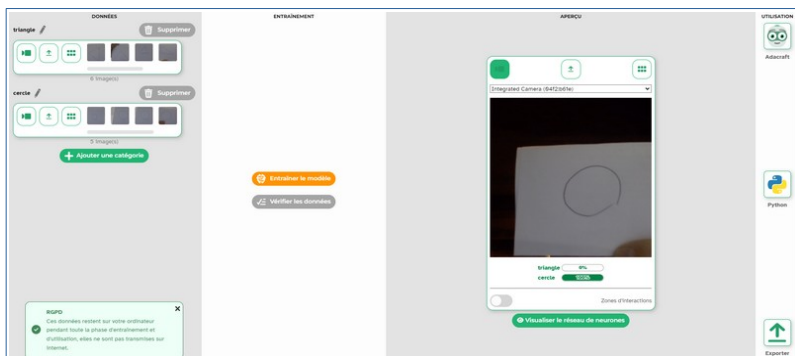 DONNÉES
triangle
Supprimer
6 image(s)
cercle
Supprimer
5 image(s)
Ajouter une catégorie
RGPD
Ces données restent sur votre ordinateur
pendant toute la phase d'entraînement et
d'utilisation, elles ne sont pas transmises sur
Internet.
ENTRAÎNEMENT
Entraîner le modèle
Vérifier les données
APERÇU
Integrated Camera (04f2:b61e)
triangle 0%
cercle
Zones d'interactions
Visualiser le réseau de neurones
UTILISATION
Adacraft
Python
Exporter